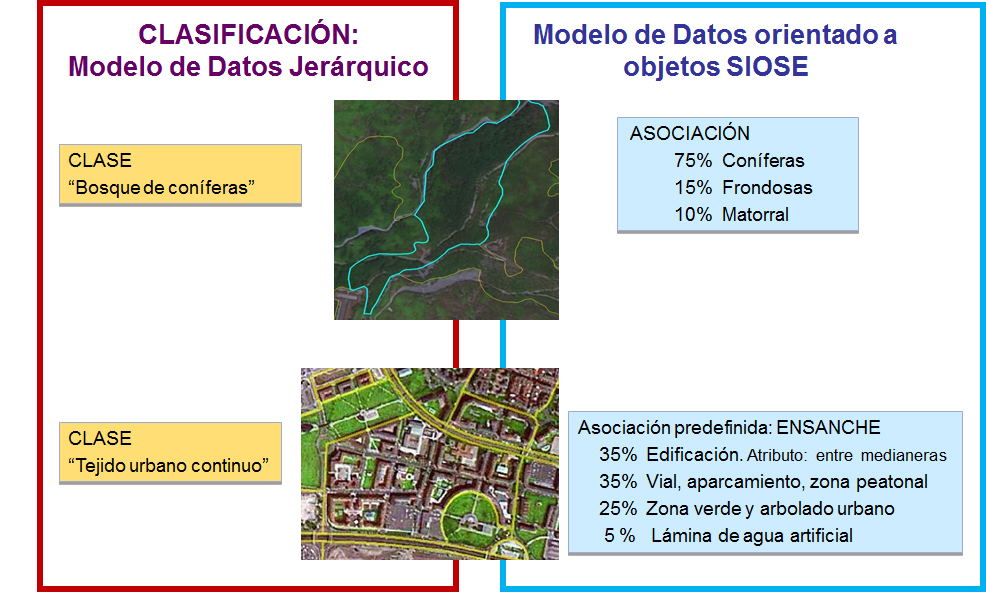 CLASIFICACIÓN:
Modelo de Datos Jerárquico
CLASE
“Bosque de coníferas”
CLASE
“Tejido urbano continuo”
Modelo de Datos orientado a
objetos SIOSE
ASOCIACIÓN
75% Coníferas
15% Frondosas
10% Matorral
Asociación predefinida: ENSANCHE
35% Edificación. Atributo: entre medianeras
35% Vial, aparcamiento, zona peatonal
25% Zona verde y arbolado urbano
5 % Lámina de agua artificial